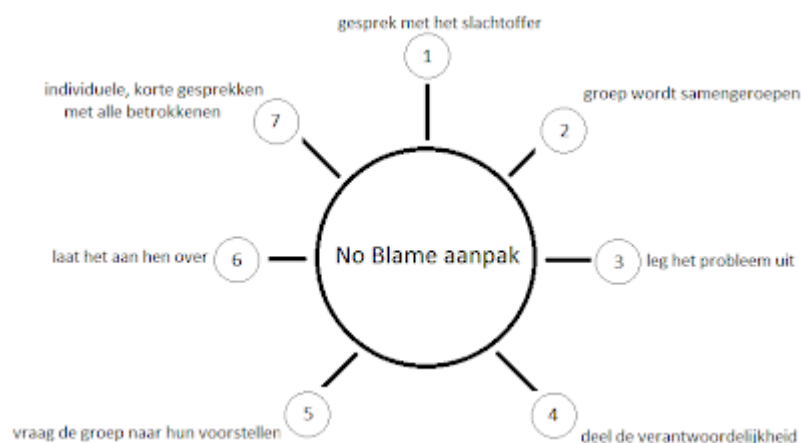 gesprek met het slachtoffer
1
groep wordt samengeroepen
2
3
leg het probleem uit
4
deel de verantwoordelijkheid
5
vraag de groep naar hun voorstellen
6
laat het aan hen over
7
individuele, korte gesprekken
met alle betrokkenen
No Blame aanpak